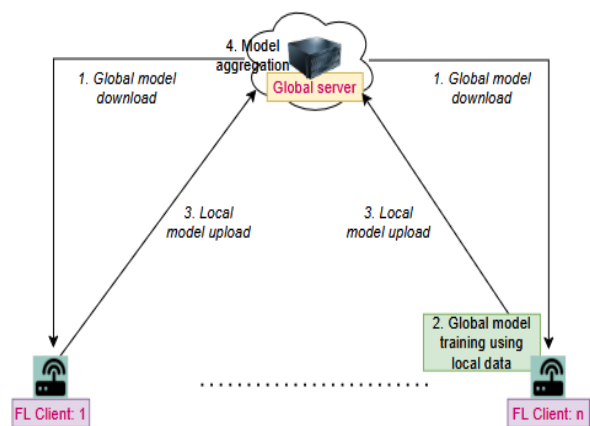 4. Model
aggregation
Global server
1. Global model
download
1. Global model
download
3. Local
model upload
3. Local
model upload
2. Global model
training using
local data
FL Client: 1
FL Client: n